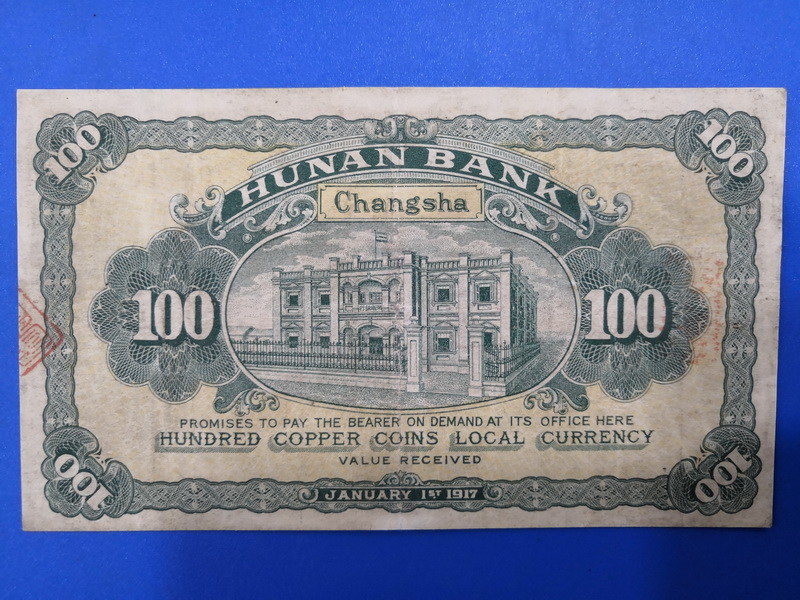 100 100
HUNAN BANK
Changsha
100 100
PROMISES TO PAY THE BEARER ON DEMAND AT ITS OFFICE HERE
HUNDRED COPPER COINS LOCAL CURRENCY
VALUE RECEIVED
100 100
JANUARY 1ST 1917